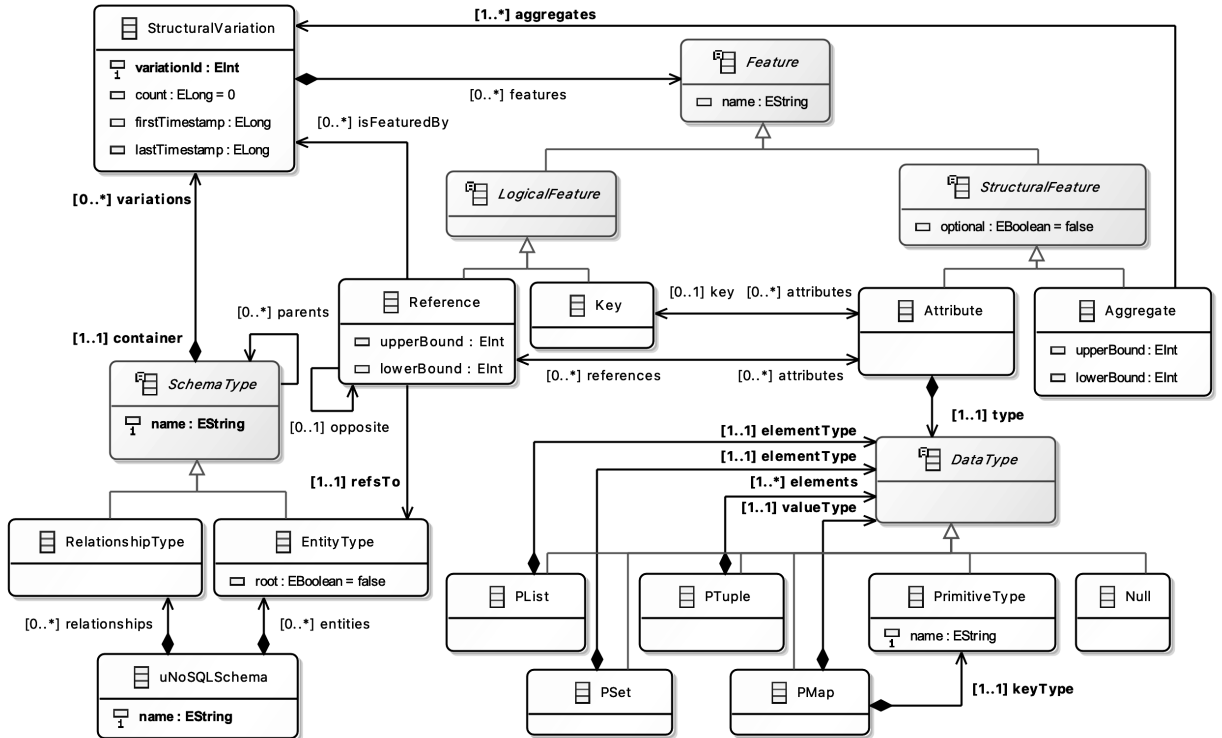 [1..*] aggregates
StructuralVariation
variationId : EInt
count : ELong = 0
firstTimestamp : ELong
lastTimestamp : ELong
[0..*] features
Feature
name : EString
[0..*] isFeaturedBy
[0..*] variations
LogicalFeature
StructuralFeature
optional : EBoolean = false
Reference
upperBound : EInt
lowerBound : EInt
Key
[0..1] key
[0..*] attributes
Attribute
Aggregate
upperBound : EInt
lowerBound : EInt
[0..*] parents
[1..1] container
[0..*] references
[0..*] attributes
SchemaType
1
name : EString
[0..1] opposite
[1..1] type
[1..1] elementType
[1..1] elementType
[1..*] elements
[1..1] valueType
DataType
[1..1] refsTo
RelationshipType
EntityType
root : EBoolean = false
PList
PTuple
PrimitiveType
1
name : EString
Null
[0..*] relationships
[0..*] entities
uNoSQLSchema
1
name : EString
PSet
PMap
[1..1] keyType
1